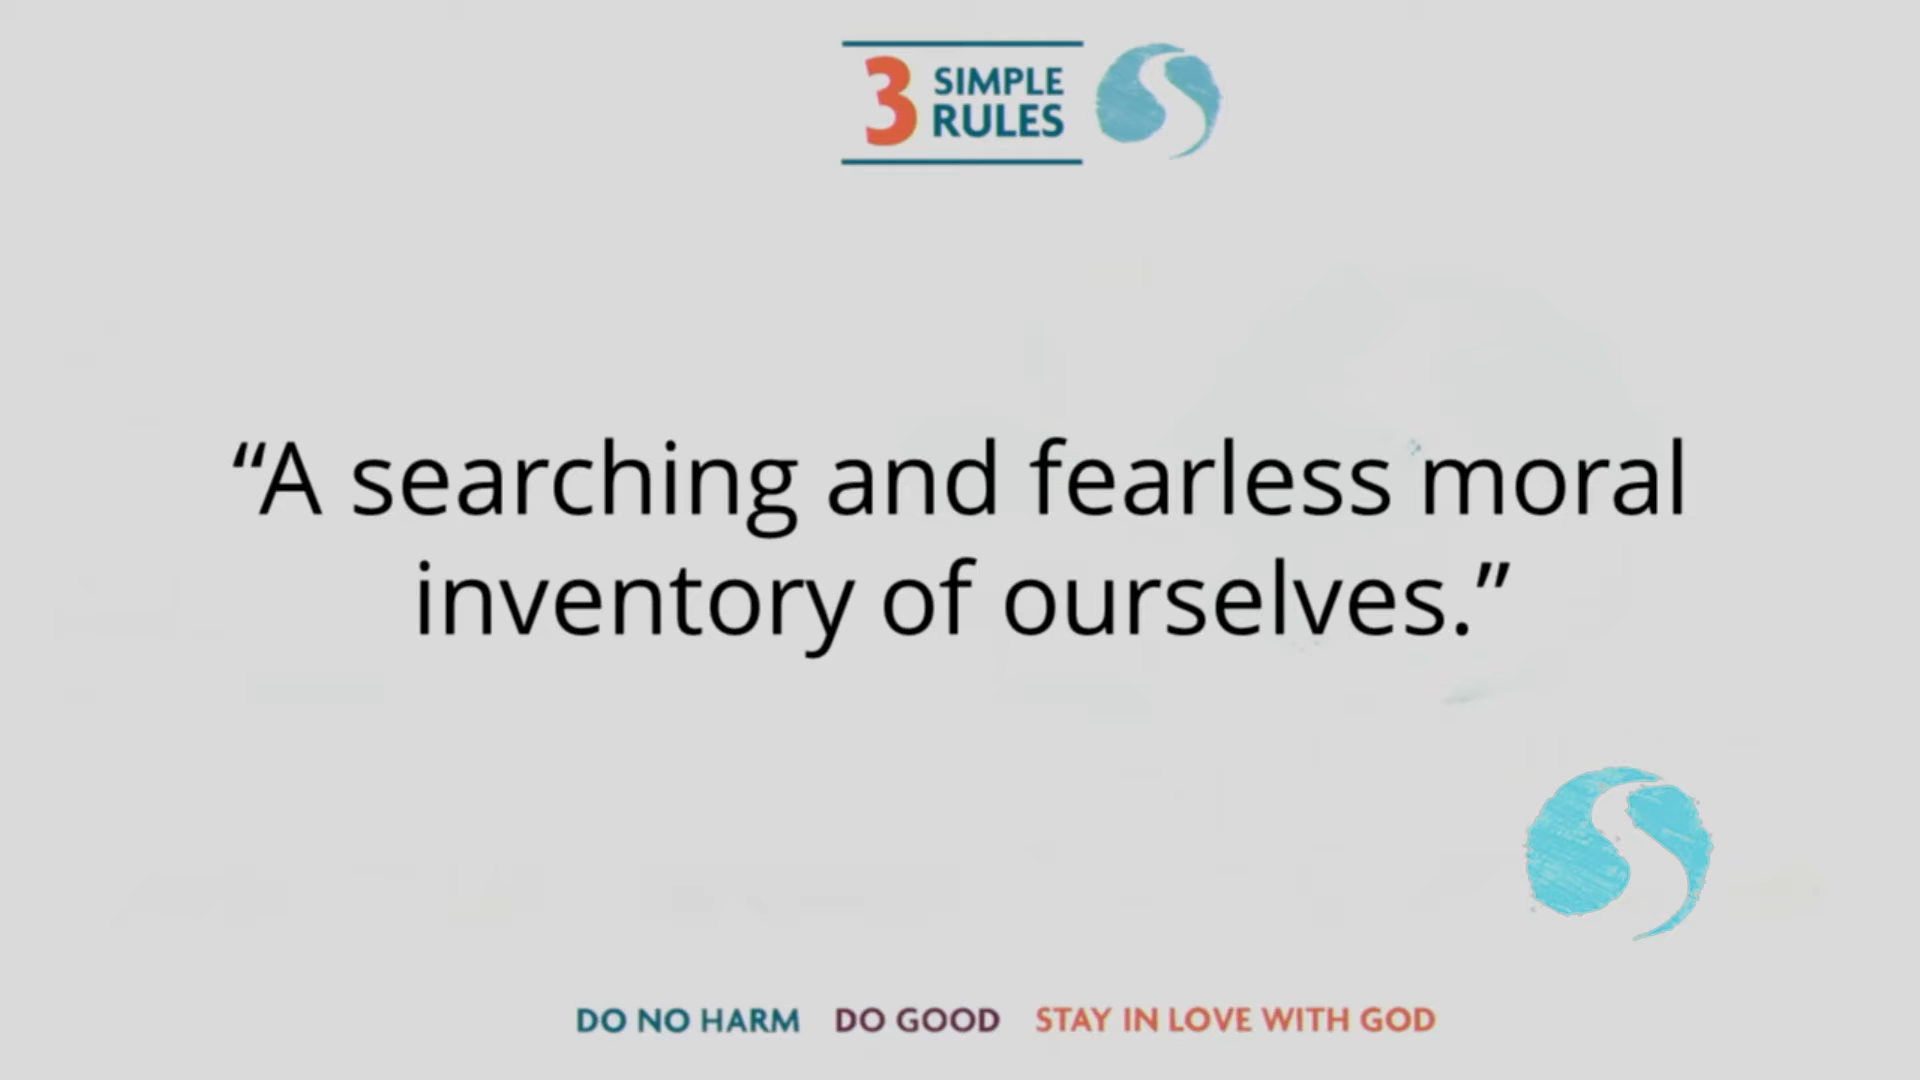 3 SIMPLE
RULES
“A searching and fearless moral
inventory of ourselves.”
DO NO HARM DO GOOD STAY IN LOVE WITH GOD